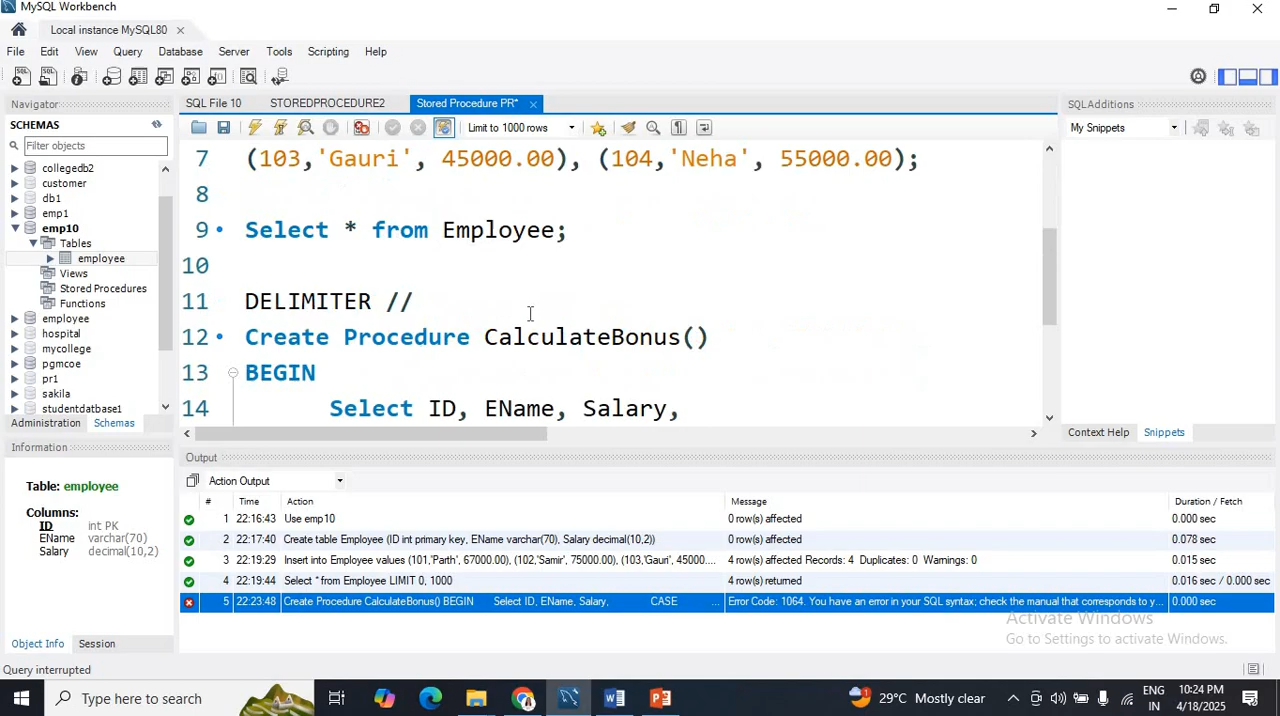 MySQL Workbench
Local instance MySQL80
File Edit View Query Database Server Tools Scripting Help
Navigator
SCHEMAS
Filter objects
collegedb2
customer
db1
emp1
emp10
Tables
employee
Views
Stored Procedures
Functions
employee
hospital
mycollege
pgmcoe
pr1
sakila
studentdatbase1
Administration Schemas
Information
Table: employee
Columns:
ID int PK
EName varchar(70)
Salary decimal(10,2)
Object Info Session
SQL File 10 STOREDPROCEDURE2 Stored Procedure PR*
Limit to 1000 rows
7 (103,'Gauri', 45000.00), (104,'Neha', 55000.00);
8
9 Select * from Employee;
10
11 DELIMITER //
12 Create Procedure CalculateBonus()
13 BEGIN
14 Select ID, EName, Salary,
SQLAdditions
My Snippets
Context Help Snippets
Output
Action Output
# Time Action Message Duration / Fetch
1 22:16:43 Use emp10 0 row(s) affected 0.000 sec
2 22:17:40 Create table Employee (ID int primary key, EName varchar(70), Salary decimal(10,2)) 0 row(s) affected 0.078 sec
3 22:19:29 Insert into Employee values (101,'Parth', 67000.00), (102,'Samir', 75000.00), (103,'Gauri', 45000.... 4 row(s) affected Records: 4 Duplicates: 0 Warnings: 0 0.015 sec
4 22:19:44 Select * from Employee LIMIT 0, 1000 4 row(s) returned 0.016 sec / 0.000 sec
5 22:23:48 Create Procedure CalculateBonus() BEGIN Select ID, EName, Salary, CASE ... Error Code: 1064. You have an error in your SQL syntax; check the manual that corresponds to y... 0.000 sec
Activate Windows
Go to Settings to activate Windows.
Query interrupted
Type here to search
29°C Mostly clear
ENG
IN
10:24 PM
4/18/2025